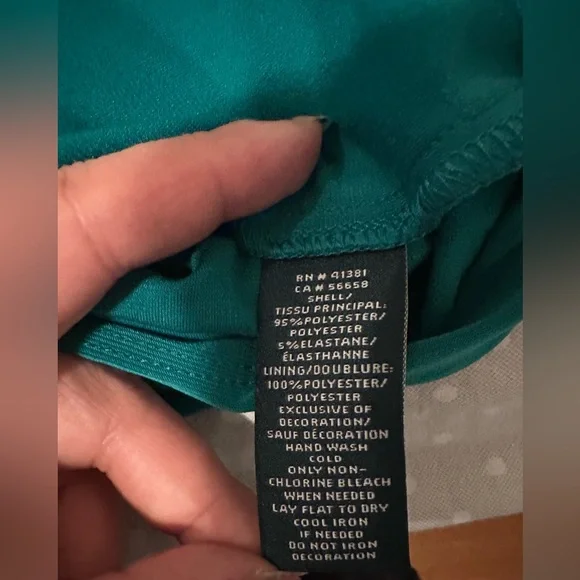 RN # 41381
CA # 56658
SHELL/
TISSU PRINCIPAL:
95%POLYESTER/
POLYESTER
5%ELASTANE/
ÉLASTHANNE
LINING/DOUBLURE:
100%POLYESTER/
POLYESTER
EXCLUSIVE OF
DECORATION/
SAUF DÉCORATION
HAND WASH
COLD
ONLY NON-
CHLORINE BLEACH
WHEN NEEDED
LAY FLAT TO DRY
COOL IRON
IF NEEDED
DO NOT IRON
DECORATION